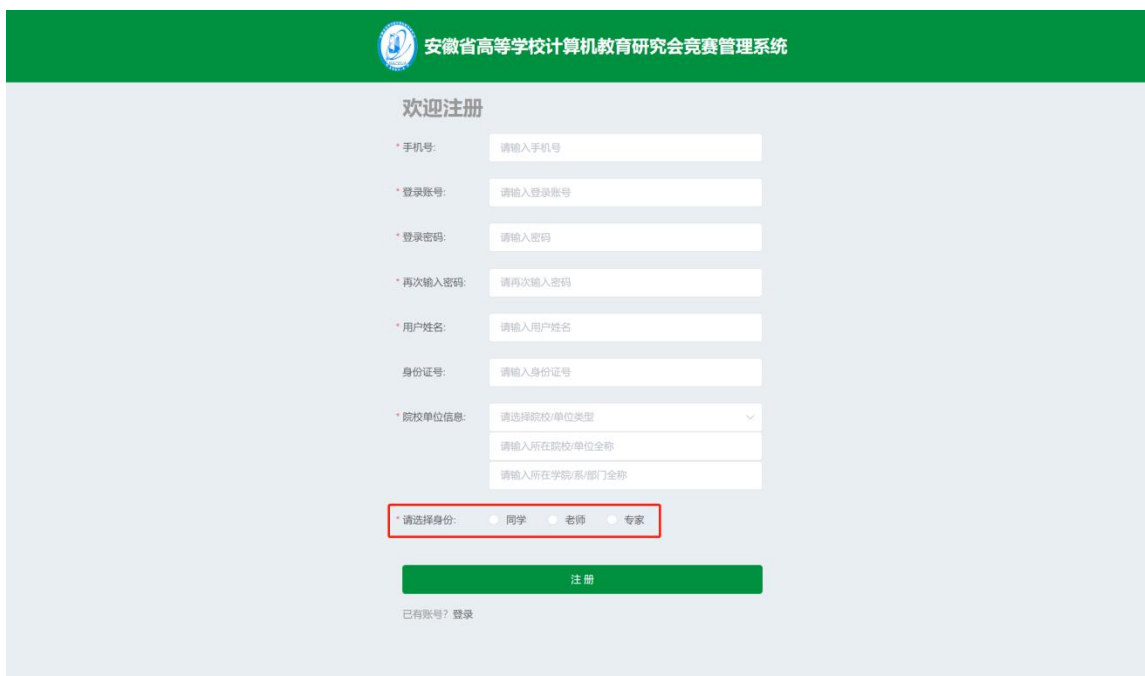 安徽省高等学校计算机教育研究会竞赛管理系统
欢迎注册
* 手机号: 请输入手机号
* 登录账号: 请输入登录账号
* 登录密码: 请输入密码
* 再次输入密码: 请再次输入密码
* 用户姓名: 请输入用户姓名
身份证号: 请输入身份证号
* 院校单位信息: 请选择院校/单位类型
请输入所在院校/单位全称
请输入所在学院/系/部门全称
* 请选择身份: 同学 老师 专家
注 册
已有账号? 登录